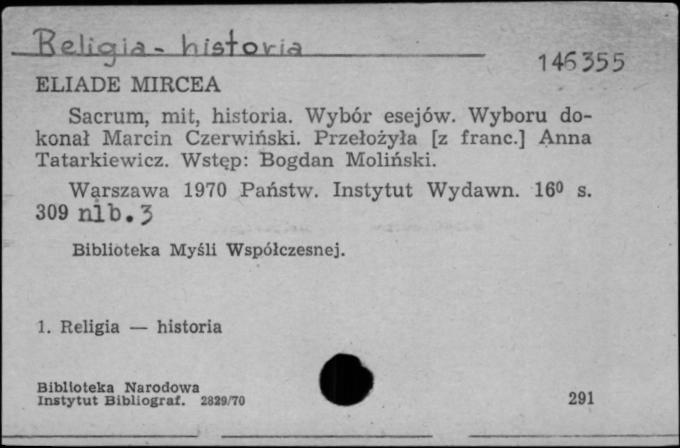 Religia - historia
146355
ELIADE MIRCEA
Sacrum, mit, historia. Wybór esejów. Wyboru do-
konał Marcin Czerwiński. Przełożyła [z franc.] Anna
Tatarkiewicz. Wstęp: Bogdan Moliński.
Warszawa 1970 Państw. Instytut Wydawn. 16⁰ s.
309 nlb. 3
Biblioteka Myśli Współczesnej.
1. Religia — historia
Biblioteka Narodowa
Instytut Bibliograf. 2829/70
291